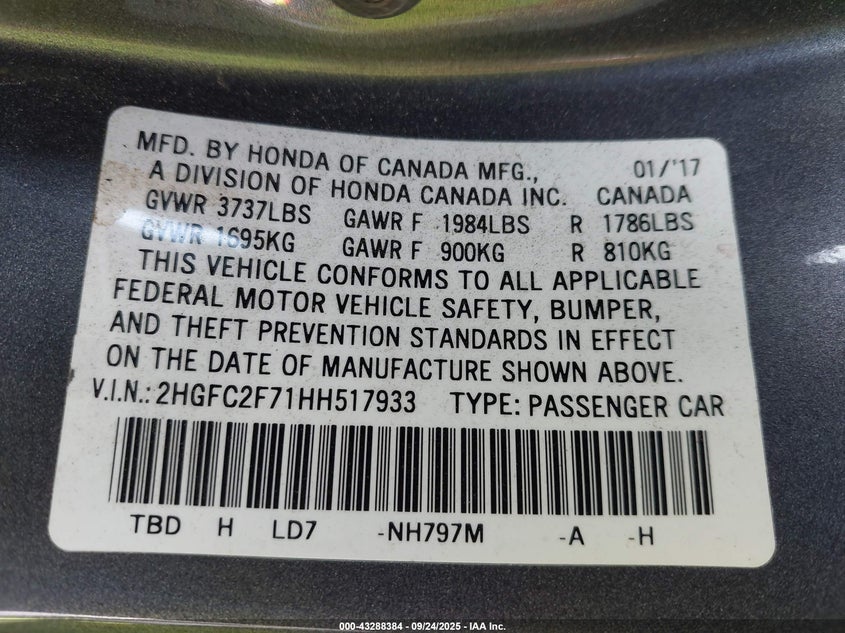 MFD. BY HONDA OF CANADA MFG., 01/'17
A DIVISION OF HONDA CANADA INC. CANADA
GVWR 3737LBS GAWR F 1984LBS R 1786LBS
GVWR 1695KG GAWR F 900KG R 810KG
THIS VEHICLE CONFORMS TO ALL APPLICABLE
FEDERAL MOTOR VEHICLE SAFETY, BUMPER,
AND THEFT PREVENTION STANDARDS IN EFFECT
ON THE DATE OF MANUFACTURE SHOWN ABOVE.
V.I.N.: 2HGFC2F71HH517933 TYPE: PASSENGER CAR
TBD H LD7 -NH797M -A -H
000-43288384 - 09/24/2025 - IAA Inc.